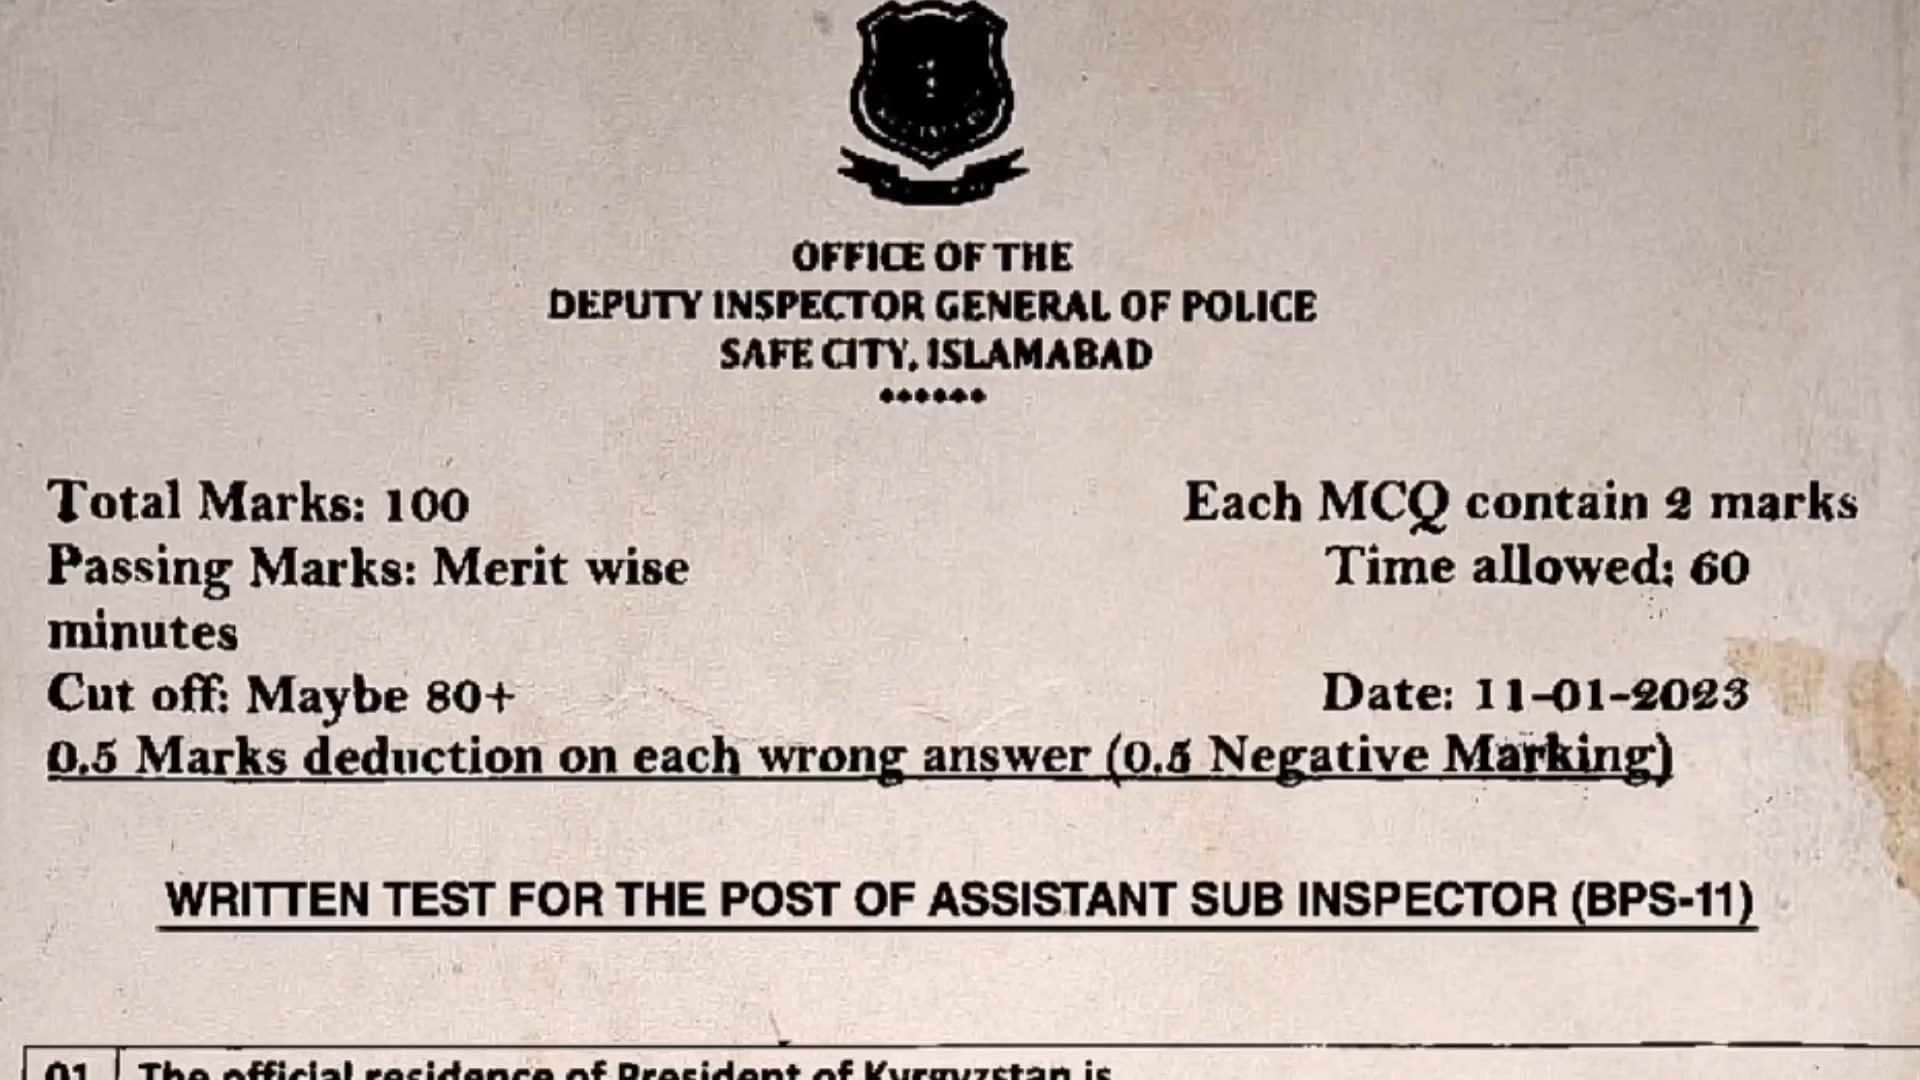 OFFICE OF THE
DEPUTY INSPECTOR GENERAL OF POLICE
SAFE CITY, ISLAMABAD
Total Marks: 100 Each MCQ contain 2 marks
Passing Marks: Merit wise Time allowed: 60
minutes
Cut off: Maybe 80+ Date: 11-01-2023
0.5 Marks deduction on each wrong answer (0.5 Negative Marking)
WRITTEN TEST FOR THE POST OF ASSISTANT SUB INSPECTOR (BPS-11)
01 The official residence of President of Kyrgyzstan is